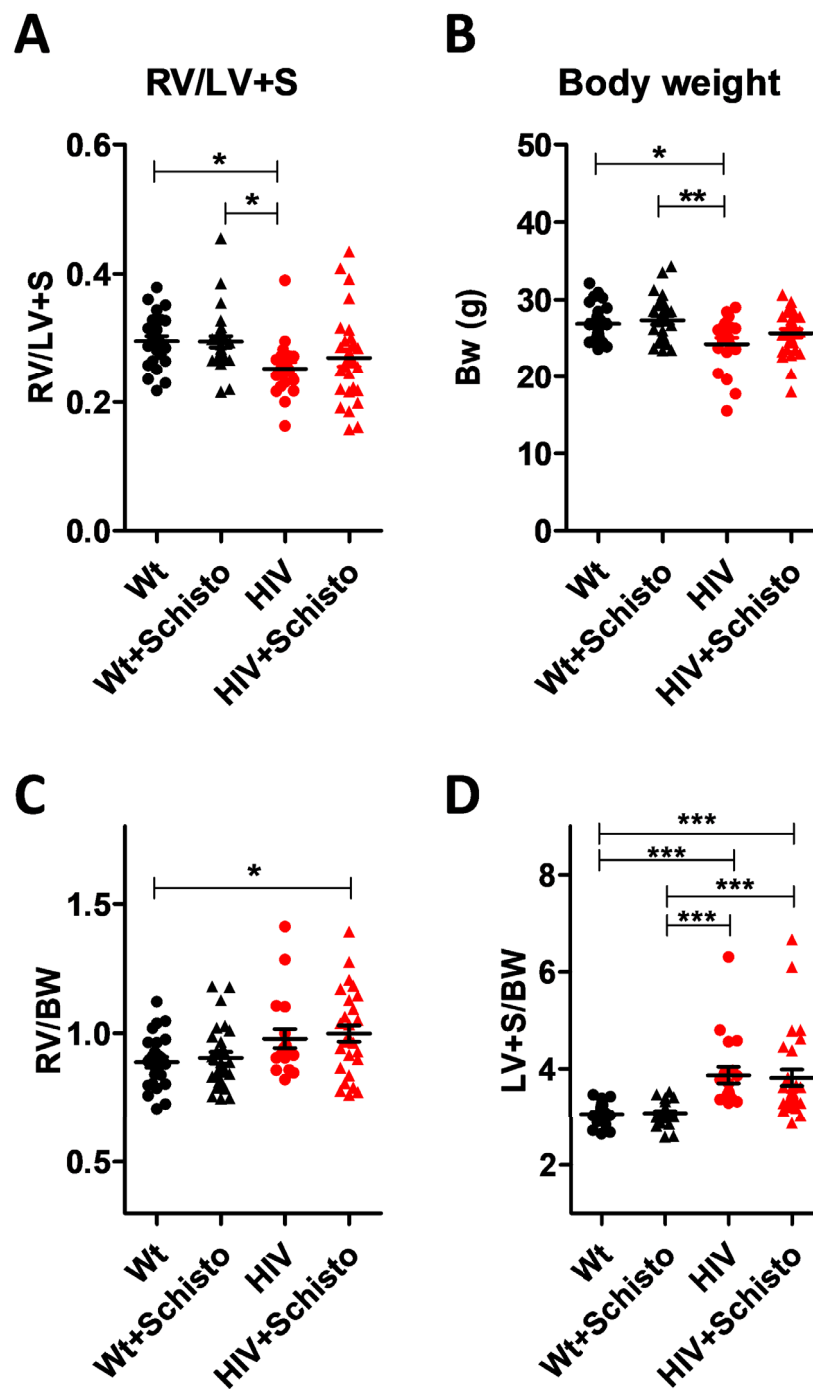 A
RV/LV+S
0.6
0.4
0.2
0.0
RV/LV+S
*
*
Wt
Wt+Schisto
HIV
HIV+Schisto
B
Body weight
50
40
30
20
10
0
Bw (g)
*
**
Wt
Wt+Schisto
HIV
HIV+Schisto
C
1.5
1.0
0.5
RV/BW
*
Wt
Wt+Schisto
HIV
HIV+Schisto
D
8
6
4
2
LV+S/BW
***
***
***
***
Wt
Wt+Schisto
HIV
HIV+Schisto